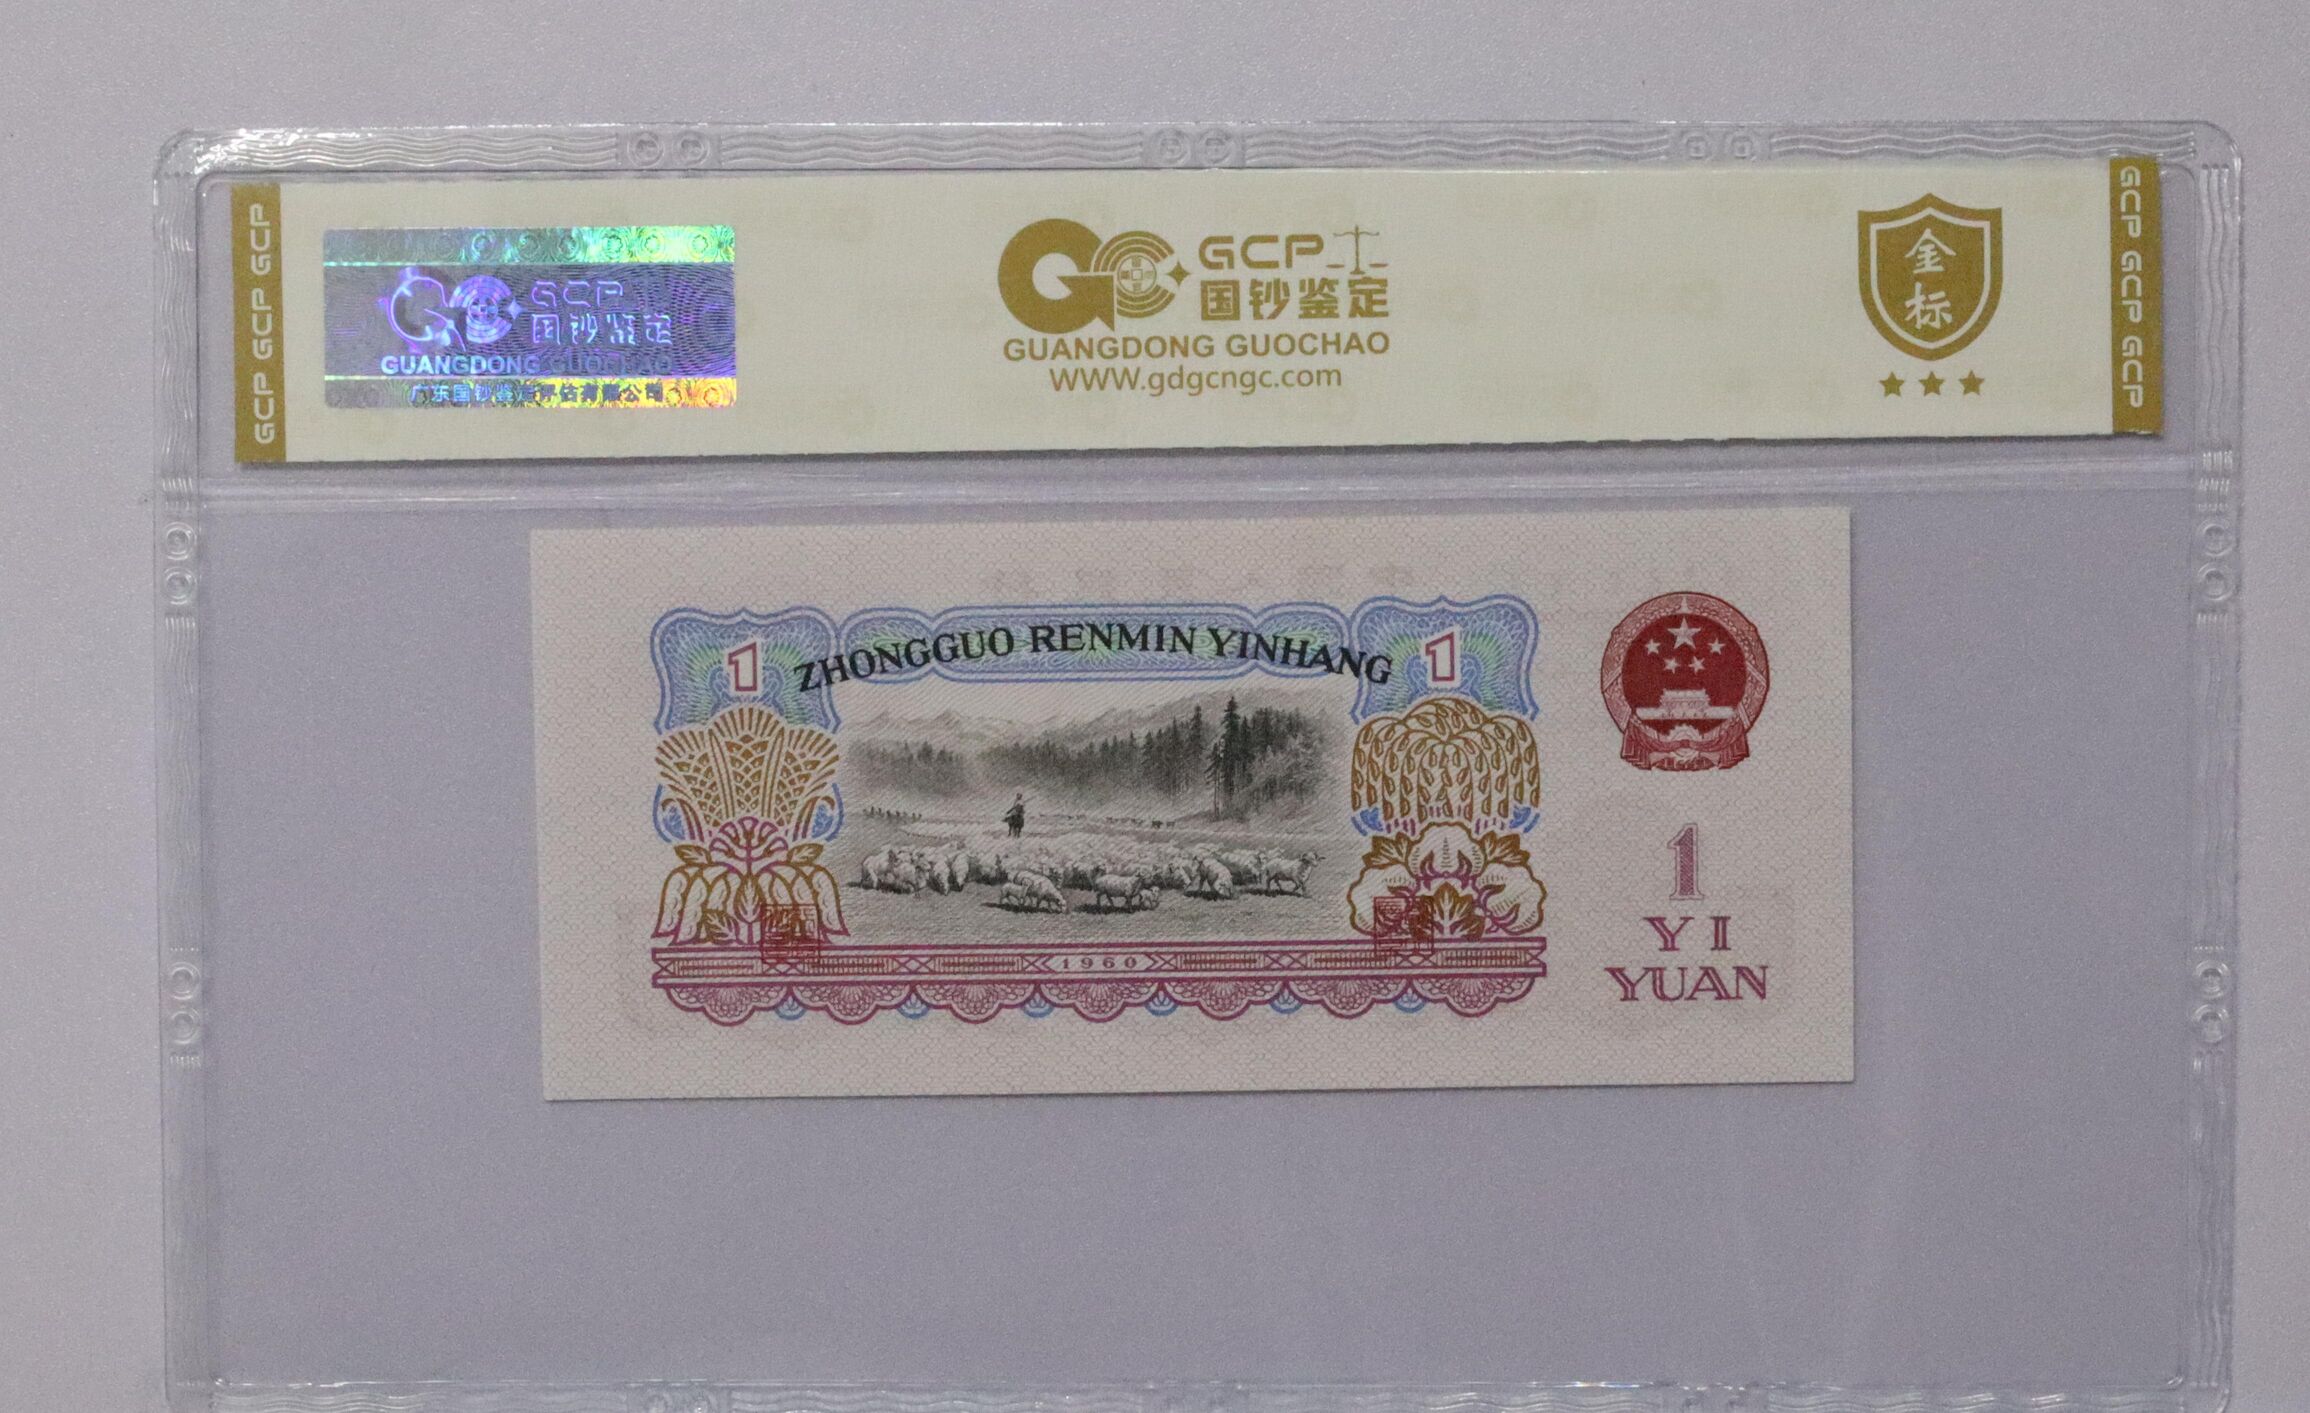 GCP GCP GCP
GCP
国钞鉴定
GUANGDONG GUOCHAO
广东国钞鉴定评估有限公司
GCP
国钞鉴定
GUANGDONG GUOCHAO
WWW.gdgcngc.com
金
标
GCP GCP GCP
1
ZHONGGUO RENMIN YINHANG
1
1960
1
YI
YUAN